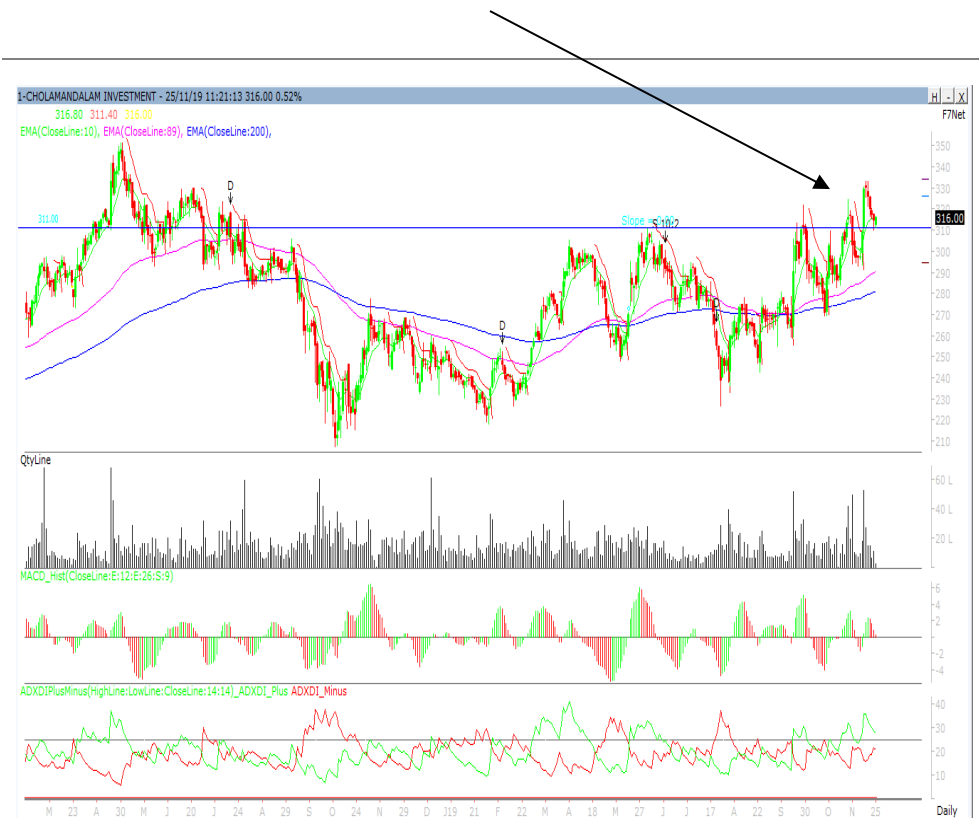 1-CHOLAMANDALAM INVESTMENT - 25/11/19 11:21:13 316.00 0.52%
H - X
316.80 311.40 316.00
F7Net
EMA(CloseLine:10), EMA(CloseLine:89), EMA(CloseLine:200),
350
340
330
D
320
311.00
316.00
310
300
290
280
270
D
260
250
240
230
220
210
QtyLine
60 L
40 L
20 L
MACD_Hist(CloseLine:E:12:E:26:S:9)
6
4
2
-2
-4
ADXDIPlusMinus(HighLine:LowLine:CloseLine:14:14)_ADXDI_Plus ADXDI_Minus
40
30
20
10
M 23 A 30 M J 20 J 24 A 29 S O 24 N 29 D J19 21 F 22 M A 18 M 27 J J 17 A 22 S 30 O N 25 Daily